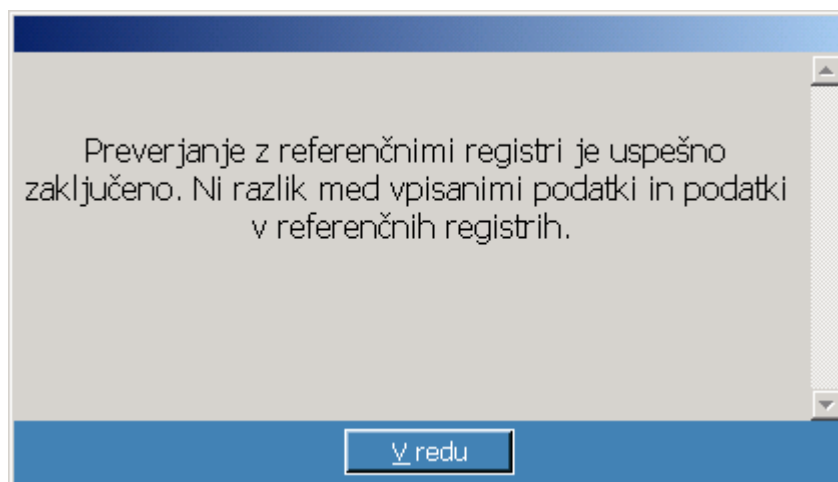 Preverjanje z referenčnimi registri je uspešno
zaključeno. Ni razlik med vpisanimi podatki in podatki
v referenčnih registrih.
V redu